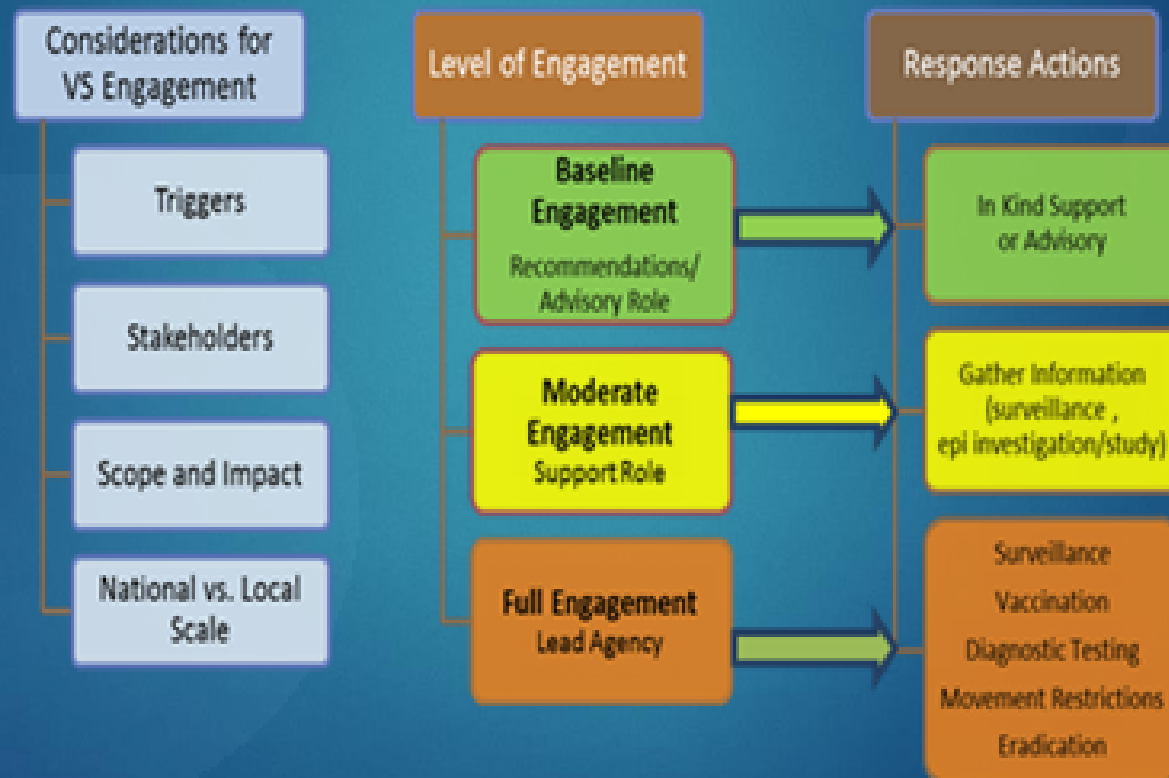 Considerations for
VS Engagement
Triggers
Stakeholders
Scope and Impact
National vs. Local
Scale
Level of Engagement
Baseline
Engagement
Recommendations/
Advisory Role
Moderate
Engagement
Support Role
Full Engagement
Lead Agency
Response Actions
In Kind Support
or Advisory
Gather Information
(surveillance ,
epi investigation/study)
Surveillance
Vaccination
Diagnostic Testing
Movement Restrictions
Eradication